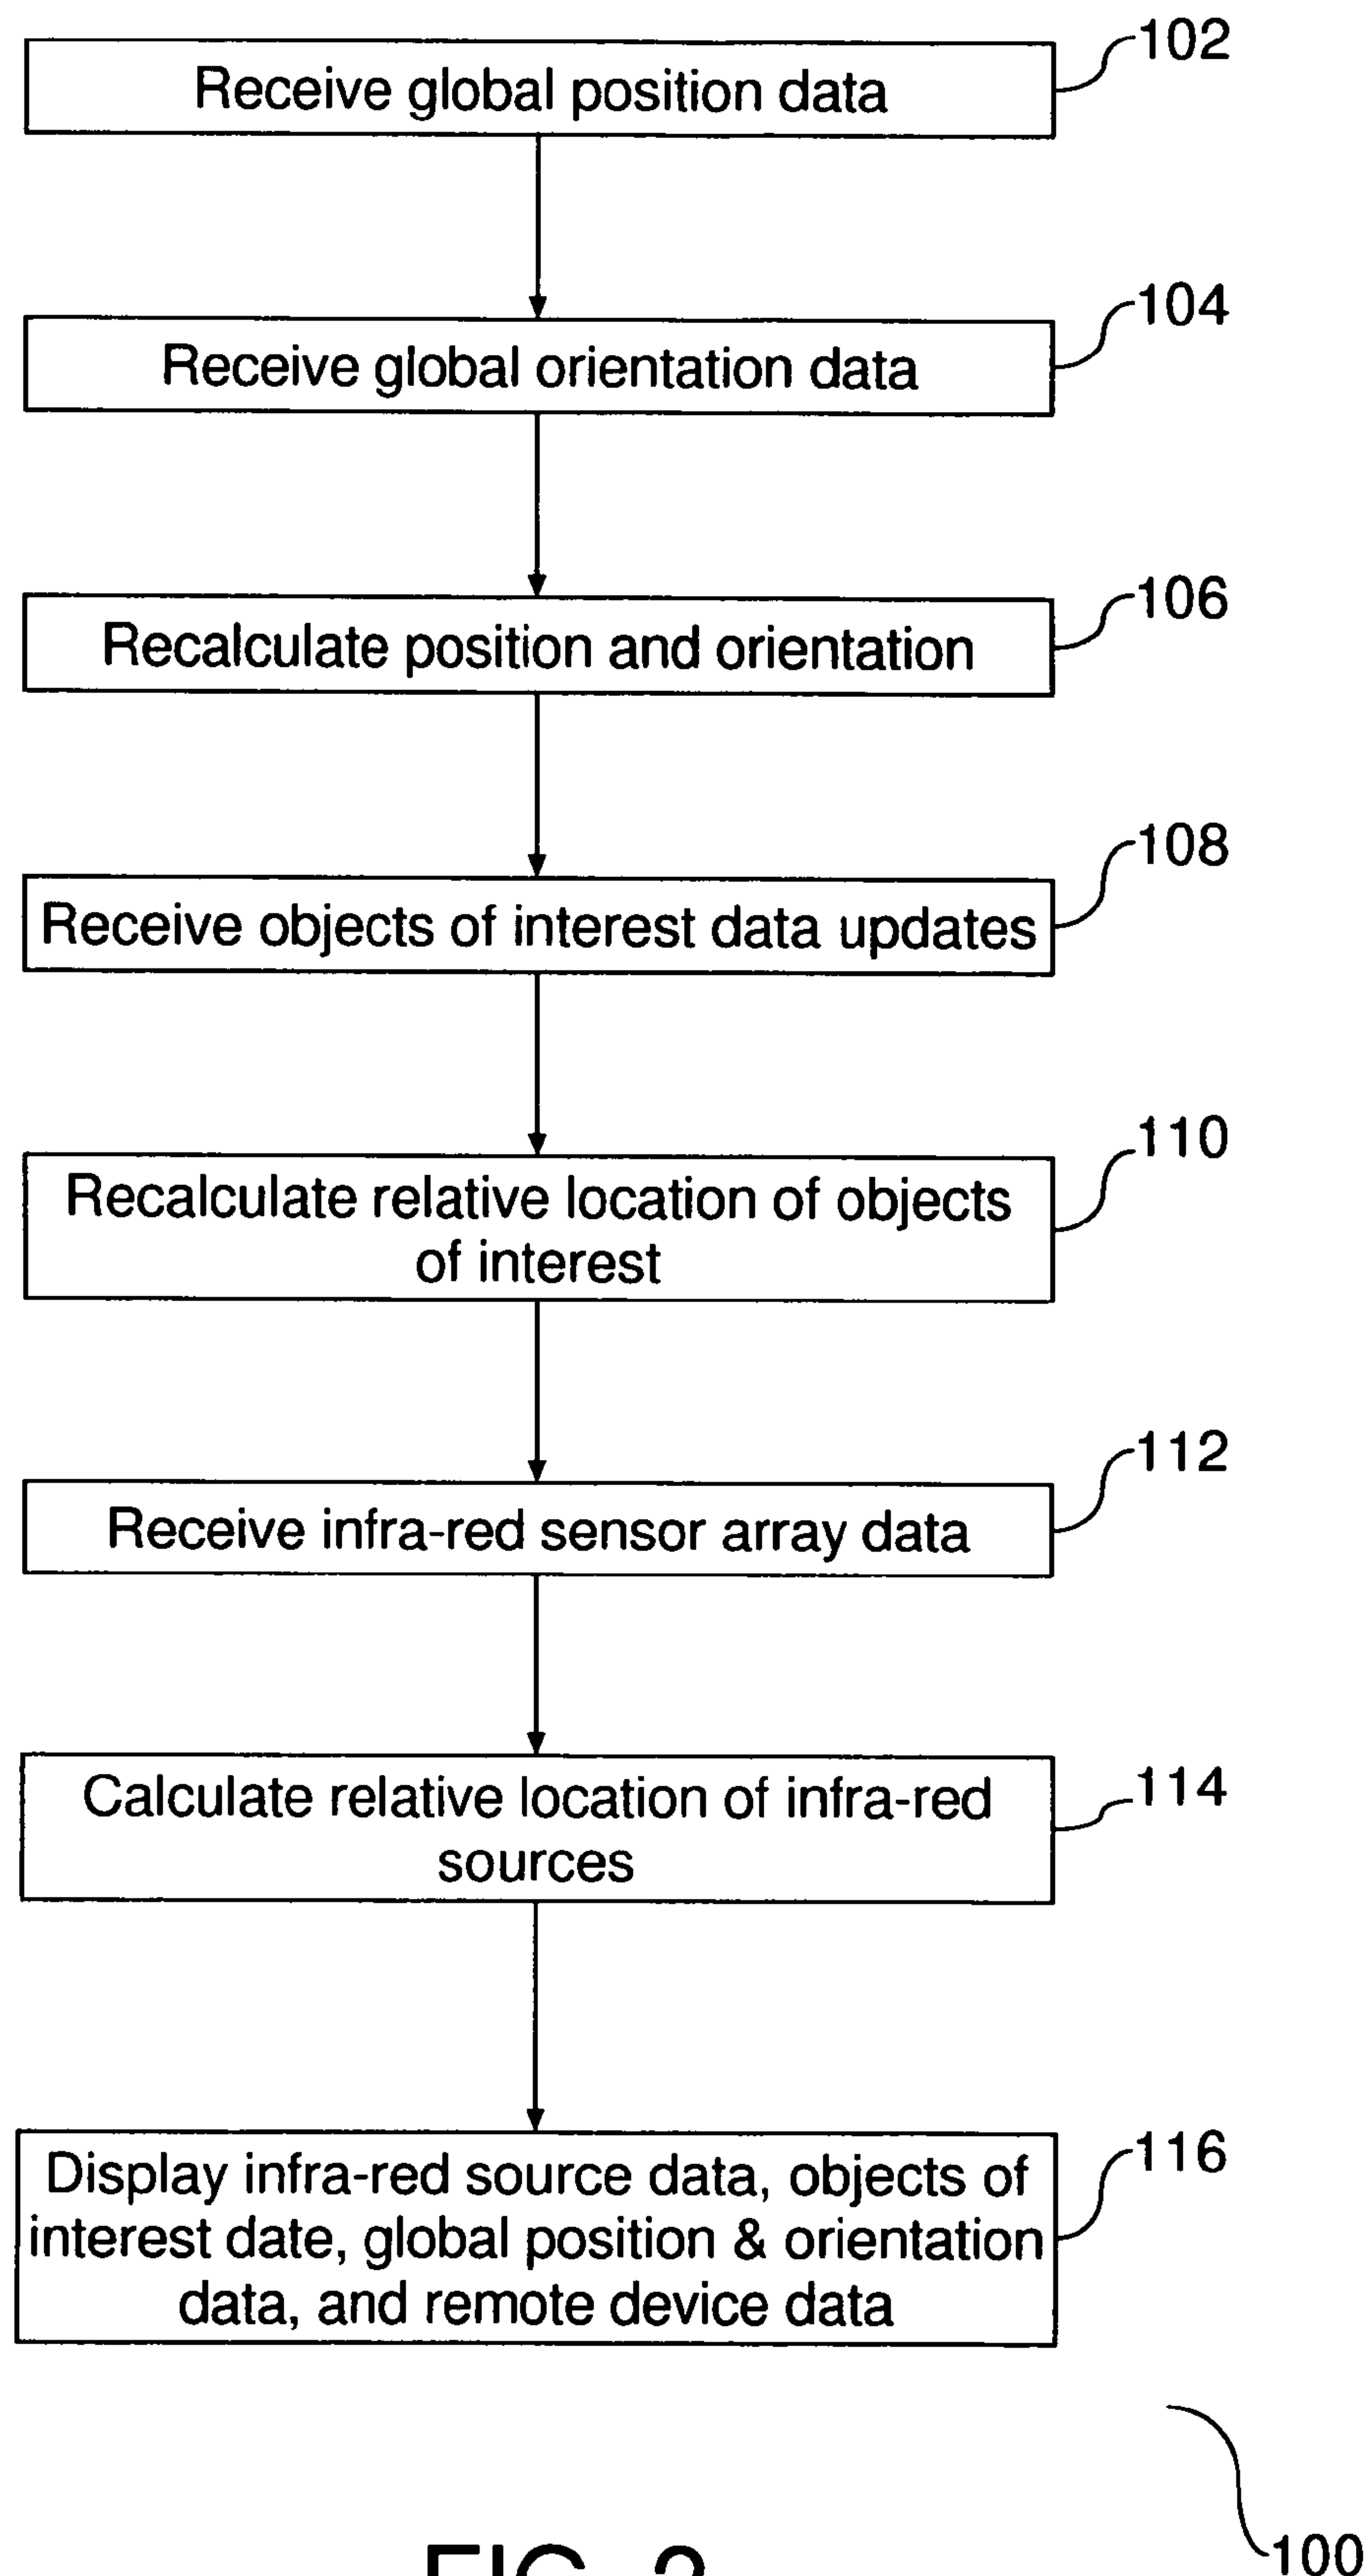 102
Receive global position data
104
Receive global orientation data
106
Recalculate position and orientation
108
Receive objects of interest data updates
110
Recalculate relative location of objects
of interest
112
Receive infra-red sensor array data
114
Calculate relative location of infra-red
sources
116
Display infra-red source data, objects of
interest date, global position & orientation
data, and remote device data
100